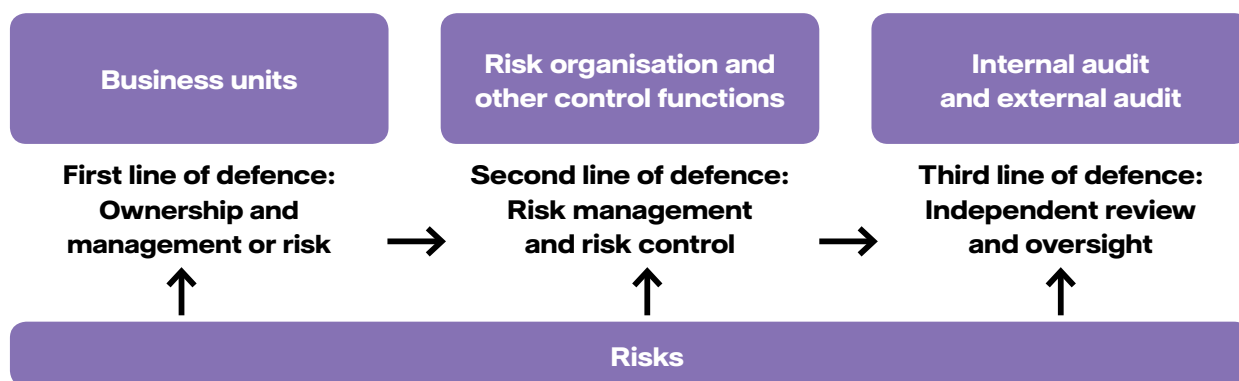 Business units
Risk organisation and
other control functions
Internal audit
and external audit
First line of defence:
Ownership and
management or risk
Second line of defence:
Risk management
and risk control
Third line of defence:
Independent review
and oversight
Risks